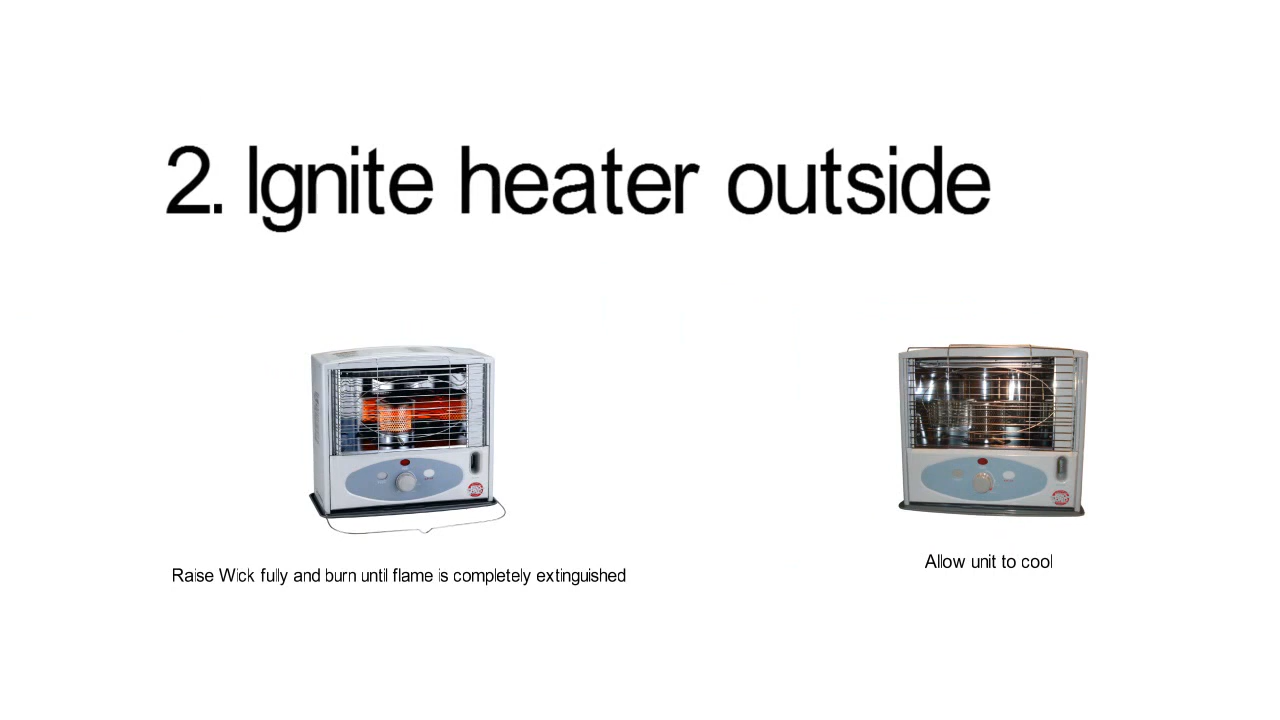 2. Ignite heater outside
Raise Wick fully and burn until flame is completely extinguished
Allow unit to cool